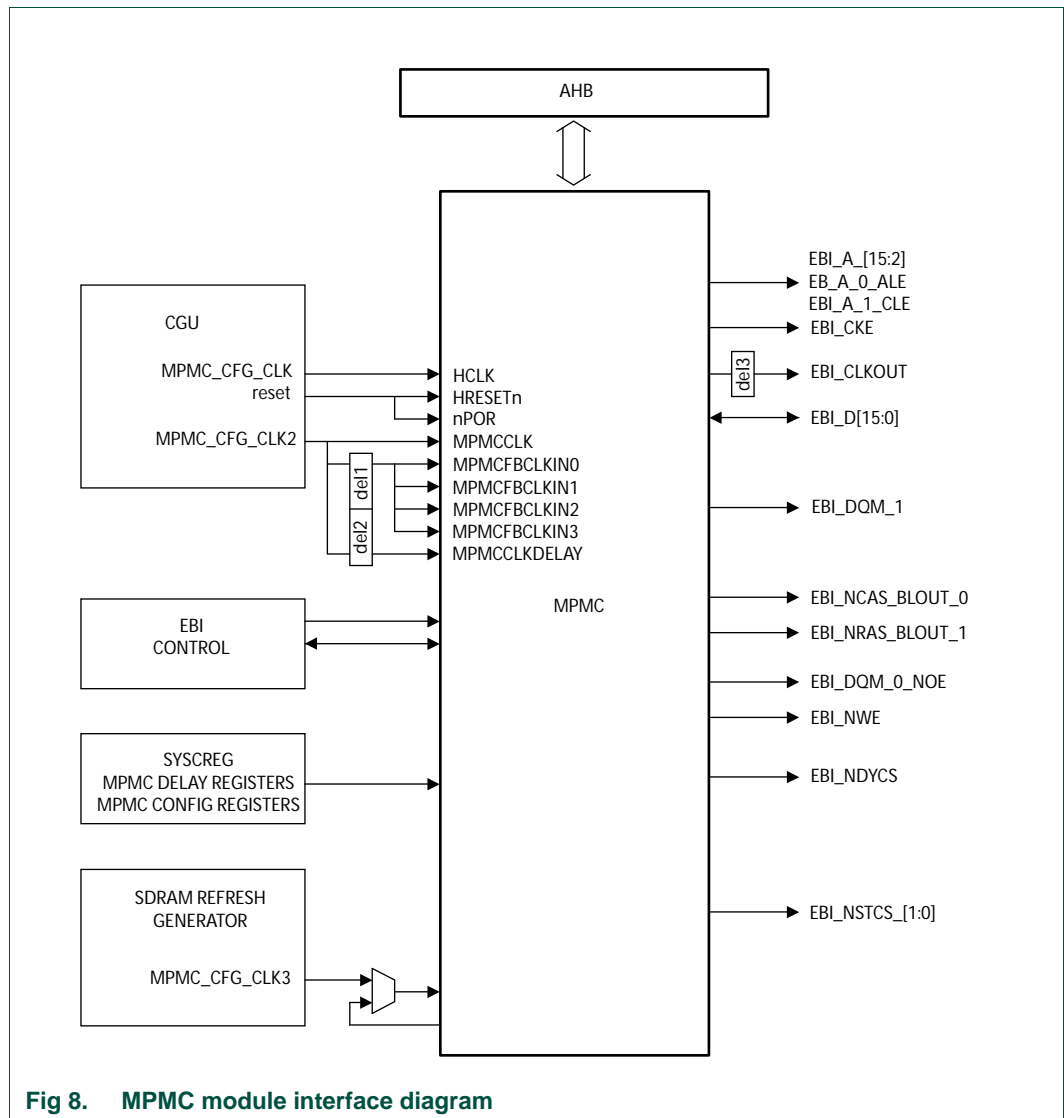 AHB
CGU
MPMC_CFG_CLK
reset
MPMC_CFG_CLK2
del1
del2
HCLK
HRESETn
nPOR
MPMCCLK
MPMCFBCLKIN0
MPMCFBCLKIN1
MPMCFBCLKIN2
MPMCFBCLKIN3
MPMCCLKDELAY
MPMC
EBI
CONTROL
SYSCREG
MPMC DELAY REGISTERS
MPMC CONFIG REGISTERS
SDRAM REFRESH
GENERATOR
MPMC_CFG_CLK3
EBI_A_[15:2]
EB_A_0_ALE
EBI_A_1_CLE
EBI_CKE
del3
EBI_CLKOUT
EBI_D[15:0]
EBI_DQM_1
EBI_NCAS_BLOUT_0
EBI_NRAS_BLOUT_1
EBI_DQM_0_NOE
EBI_NWE
EBI_NDYCS
EBI_NSTCS_[1:0]
Fig 8. MPMC module interface diagram